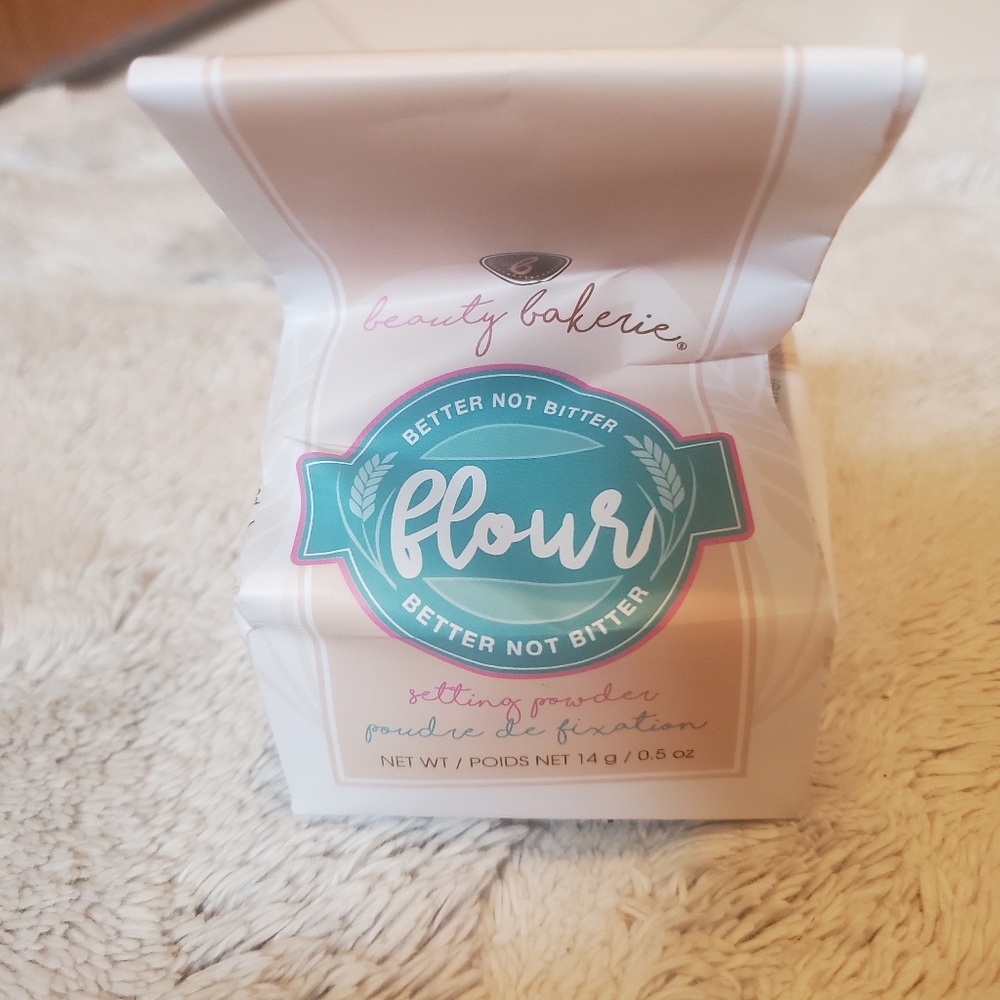 b
beauty bakerie®
BETTER NOT BITTER
flour
BETTER NOT BITTER
setting powder
poudre de fixation
NET WT / POIDS NET 14 g / 0.5 oz